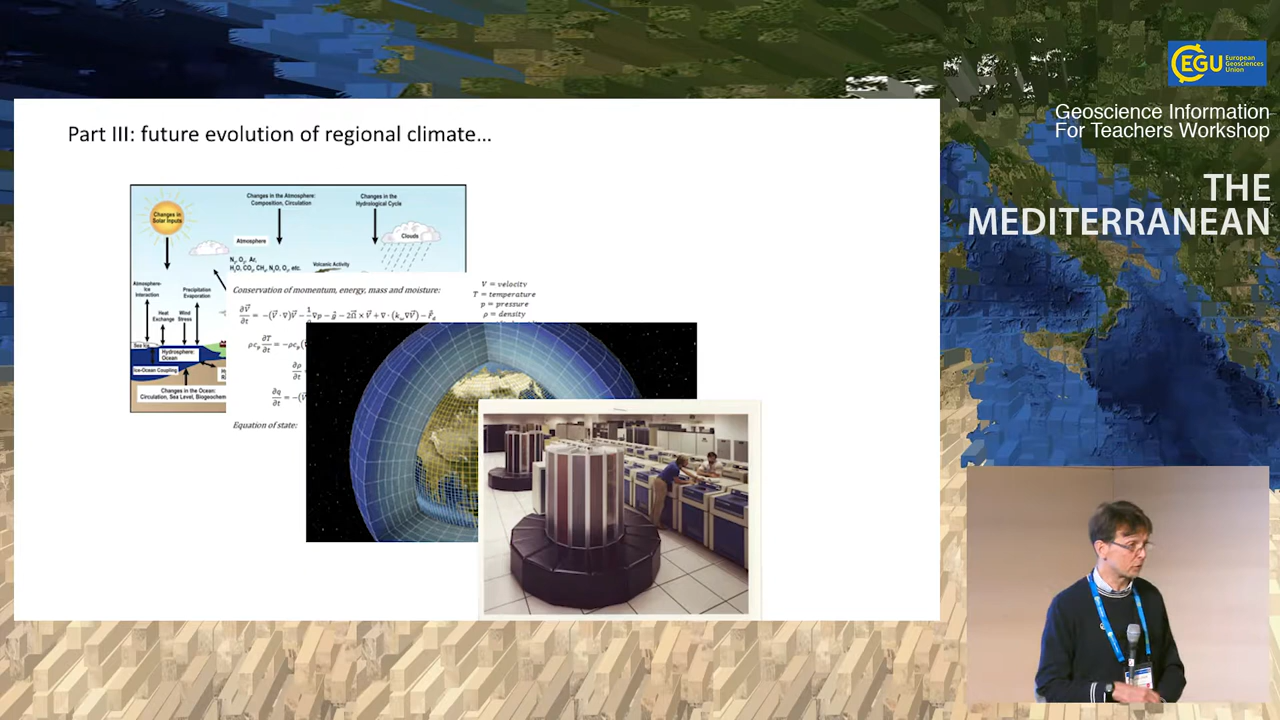 EGU
European
Geosciences
Union
Geoscience Information
For Teachers Workshop
THE
MEDITERRANEAN
Part III: future evolution of regional climate...
Changes in
Solar Inputs
Changes in the Atmosphere:
Composition, Circulation
Changes in the
Hydrological Cycle
Clouds
Atmosphere
N₂, O₂, Ar,
H₂O, CO₂, CH₄, N₂O, O₃, etc.
Volcanic Activity
Atmosphere-
Ice
Interaction
Precipitation
Evaporation
Heat
Exchange
Wind
Stress
Sea Ice
Hydrosphere:
Ocean
Ice-Ocean Coupling
Changes in the Ocean:
Circulation, Sea Level, Biogeochem
Conservation of momentum, energy, mass and moisture:
V = velocity
T = temperature
p = pressure
ρ = density
Equation of state: